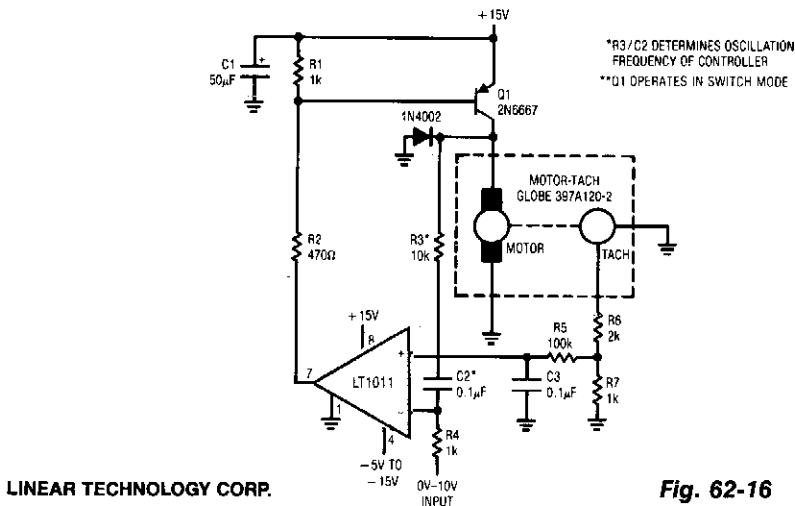 +15V
*R3/C2 DETERMINES OSCILLATION
FREQUENCY OF CONTROLLER
**Q1 OPERATES IN SWITCH MODE
C1
50µF
+
R1
1k
Q1
2N6667
1N4002
MOTOR-TACH
GLOBE 397A120-2
MOTOR
TACH
R2
470Ω
R3*
10k
+15V
8
R5
100k
R6
2k
7
LT1011
+
−
1
4
C2*
0.1µF
C3
0.1µF
R7
1k
R4
1k
−5V TO
−15V
0V–10V
INPUT
LINEAR TECHNOLOGY CORP.
Fig. 62-16